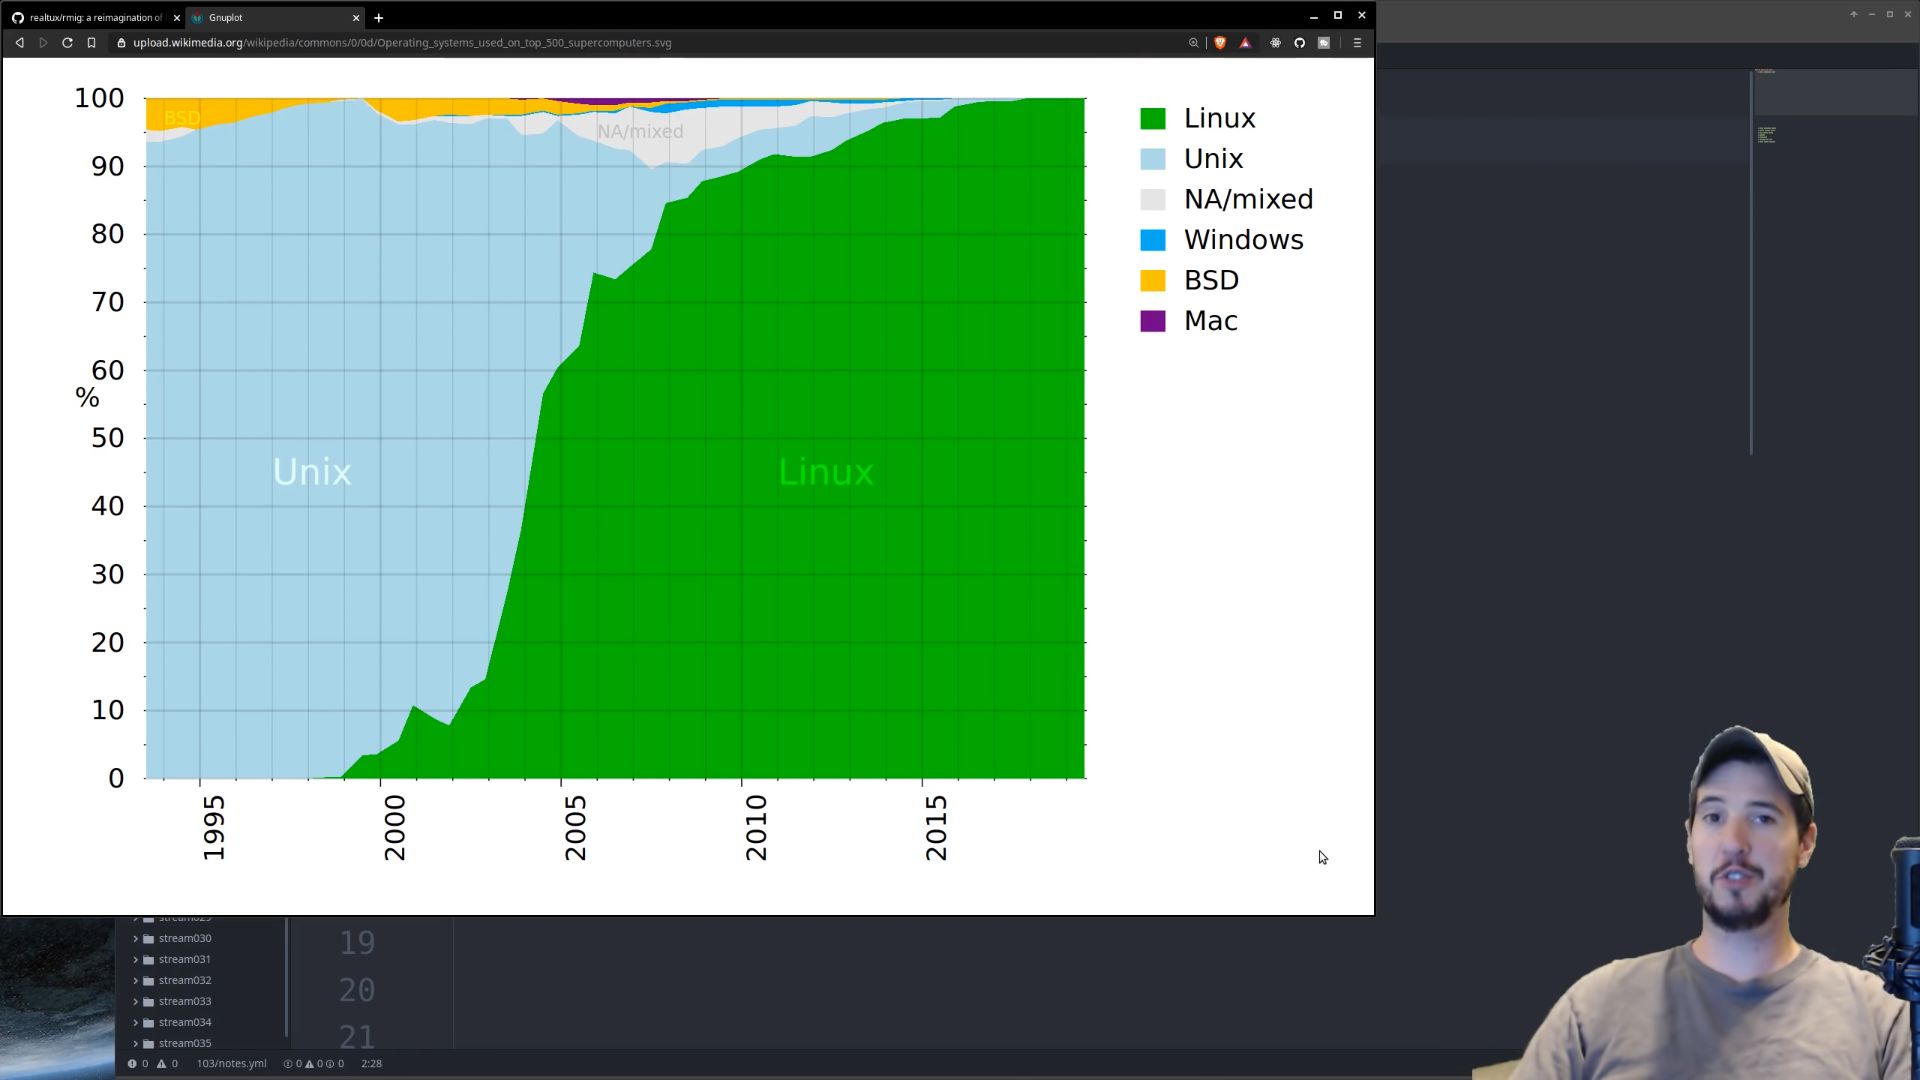 realtux/rmig: a reimagination of
Gnuplot
upload.wikimedia.org/wikipedia/commons/0/0d/Operating_systems_used_on_top_500_supercomputers.svg
100
90
80
70
60
%
50
40
30
20
10
0
BSD
NA/mixed
Unix
Linux
1995
2000
2005
2010
2015
Linux
Unix
NA/mixed
Windows
BSD
Mac
stream029
stream030
stream031
stream032
stream033
stream034
stream035
19
20
21
0 0 103/notes.yml 0 0 0 2:28